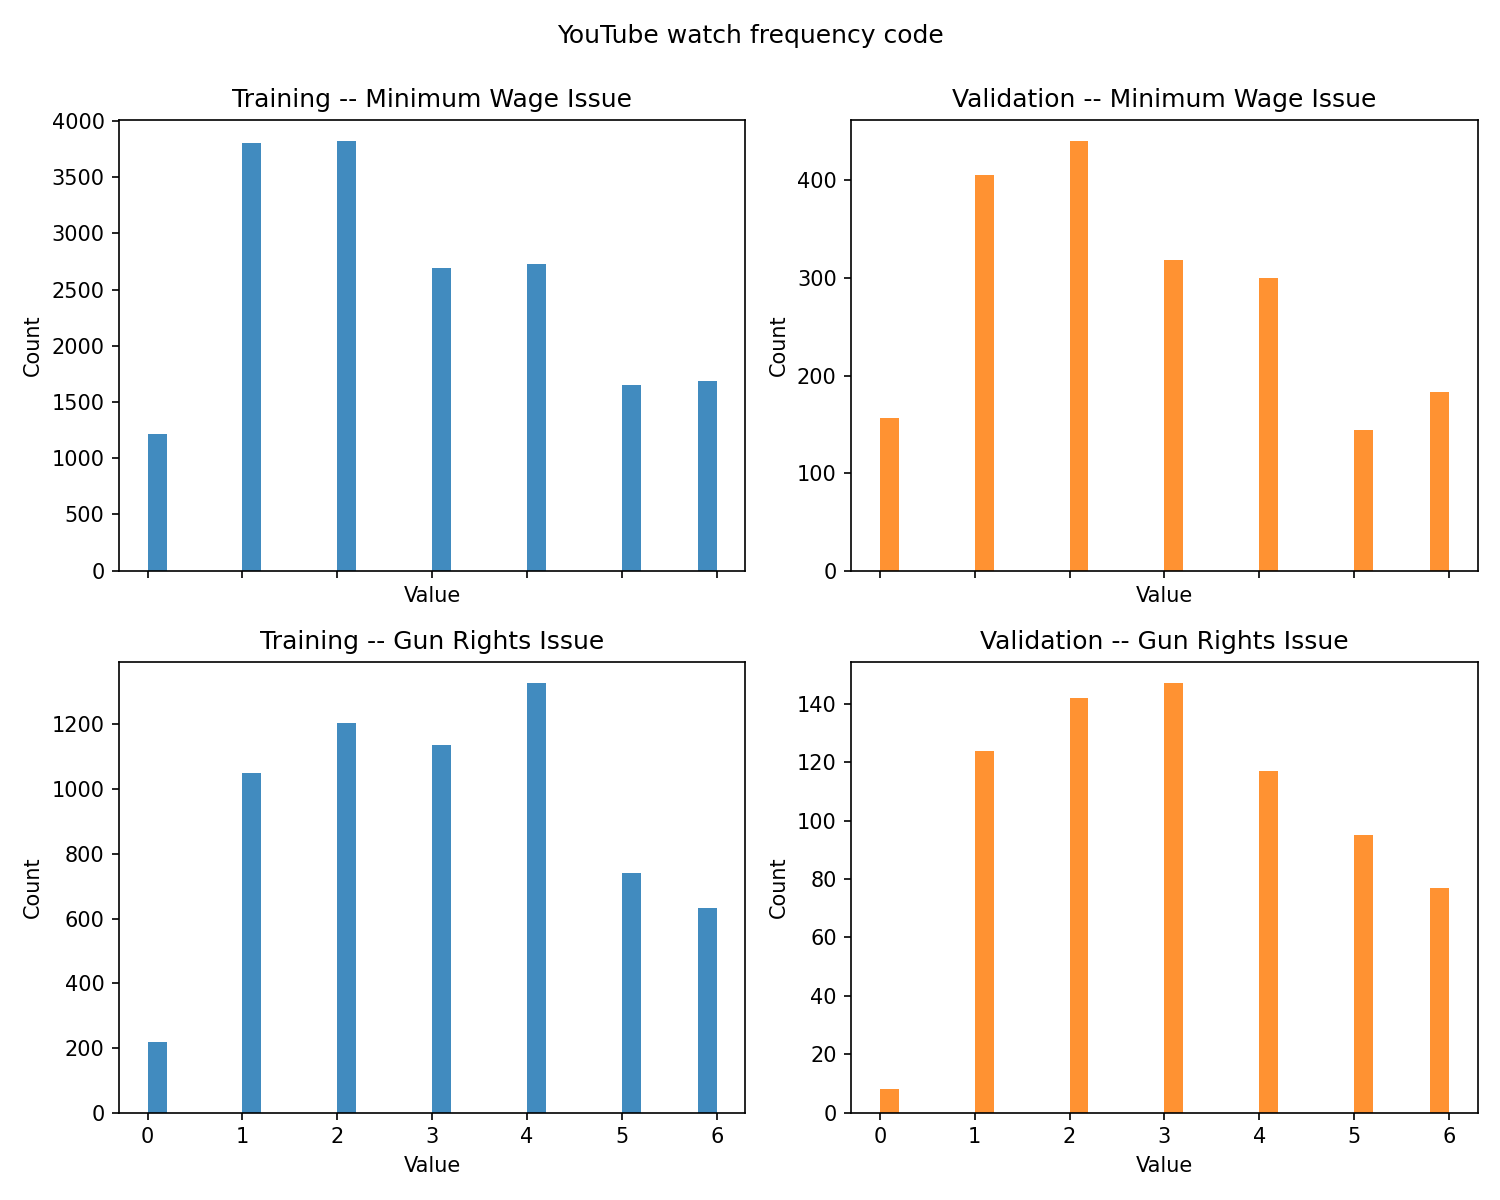 YouTube watch frequency code
Training -- Minimum Wage Issue
4000
3500
3000
2500
2000
1500
1000
500
0
Count
Value
Validation -- Minimum Wage Issue
400
300
200
100
0
Count
Value
Training -- Gun Rights Issue
1200
1000
800
600
400
200
0
Count
0 1 2 3 4 5 6
Value
Validation -- Gun Rights Issue
140
120
100
80
60
40
20
0
Count
0 1 2 3 4 5 6
Value